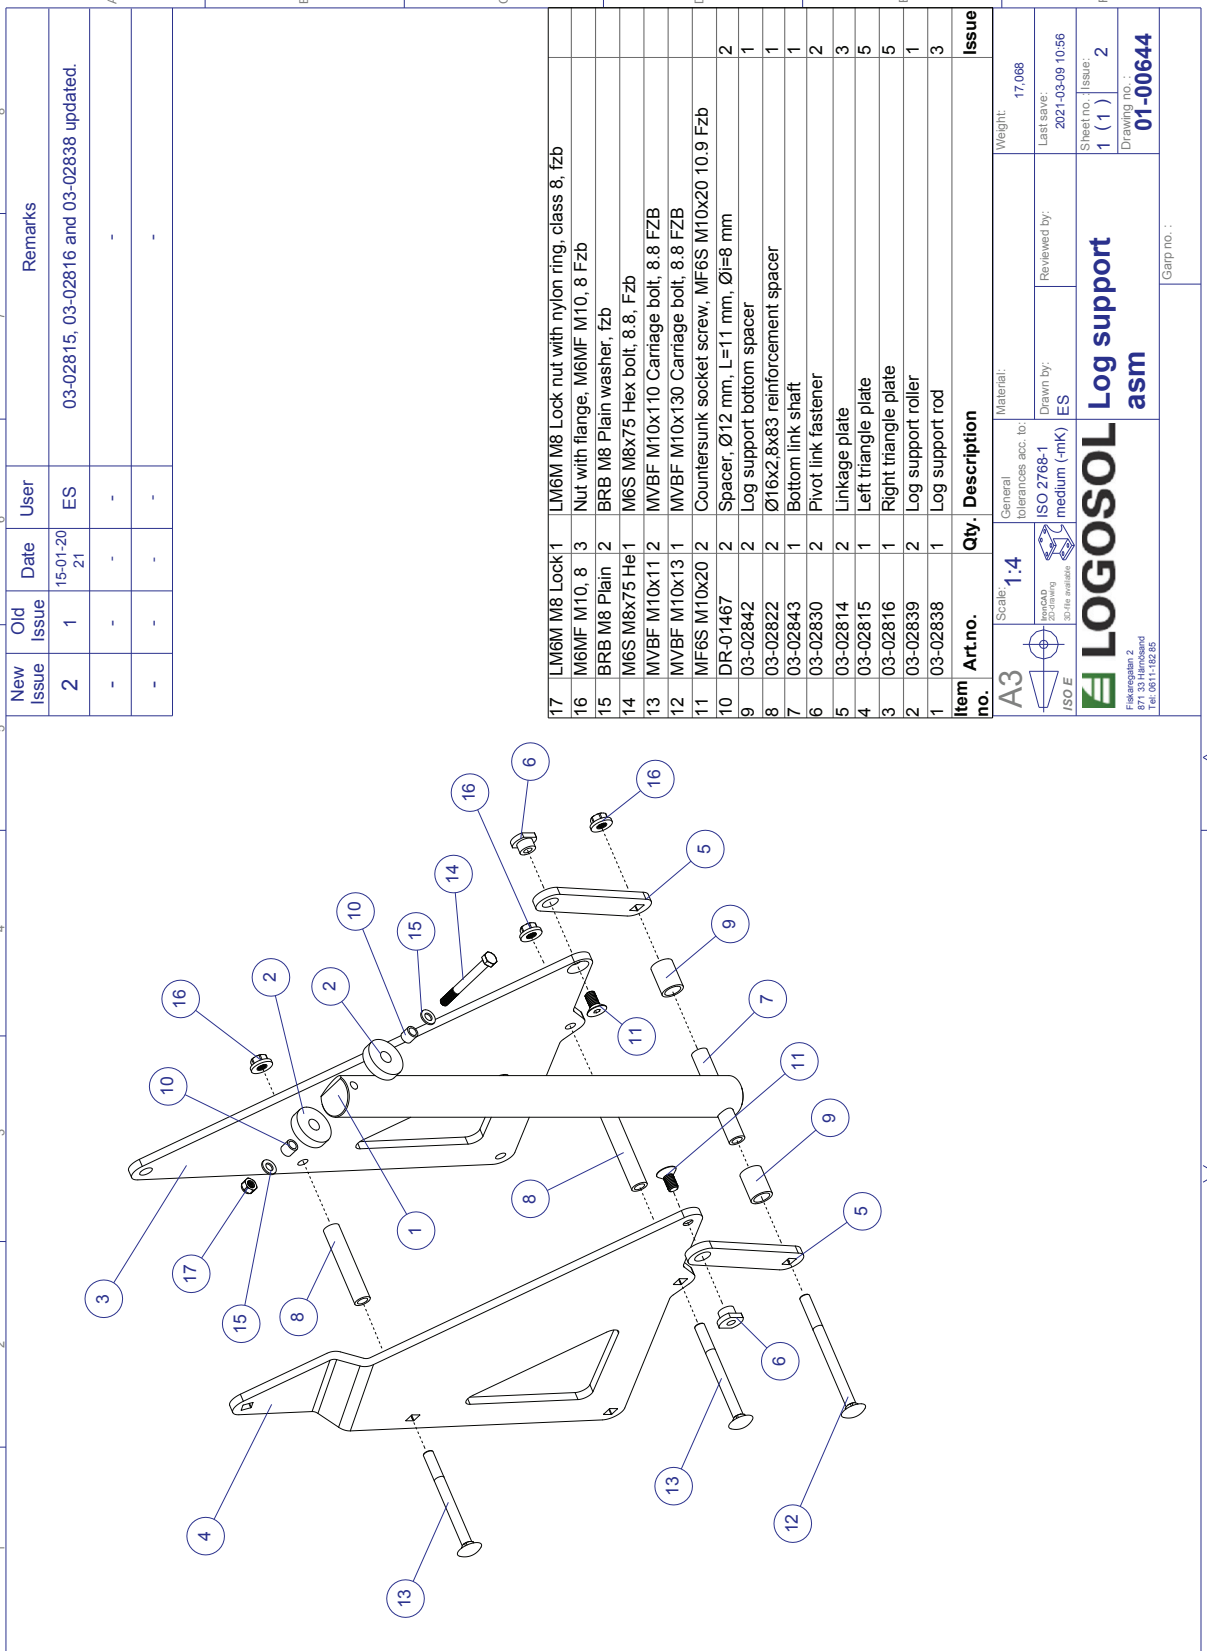 New Issue Old Issue Date User Remarks
2 1 15-01-2021 ES 03-02815, 03-02816 and 03-02838 updated.
- - - - -
- - - - -
17 LM6M M8 Lock 1 LM6M M8 Lock nut with nylon ring, class 8, fzb
16 M6MF M10, 8 3 Nut with flange, M6MF M10, 8 Fzb
15 BRB M8 Plain 2 BRB M8 Plain washer, fzb
14 M6S M8x75 He 1 M6S M8x75 Hex bolt, 8.8, Fzb
13 MVBF M10x11 2 MVBF M10x110 Carriage bolt, 8.8 FZB
12 MVBF M10x13 1 MVBF M10x130 Carriage bolt, 8.8 FZB
11 MF6S M10x20 2 Countersunk socket screw, MF6S M10x20 10.9 Fzb
10 DR-01467 2 Spacer, Ø12 mm, L=11 mm, Øi=8 mm 2
9 03-02842 2 Log support bottom spacer 1
8 03-02822 2 Ø16x2,8x83 reinforcement spacer 1
7 03-02843 1 Bottom link shaft 1
6 03-02830 2 Pivot link fastener 2
5 03-02814 2 Linkage plate 3
4 03-02815 1 Left triangle plate 5
3 03-02816 1 Right triangle plate 5
2 03-02839 2 Log support roller 1
1 03-02838 1 Log support rod 3
Item no. Art.no. Qty. Description Issue
A3
ISO E
Scale: 1:4
IronCAD
2D-drawing
3D-file available
General
tolerances acc. to:
ISO 2768-1
medium (-mK)
Material:
Drawn by:
ES
Reviewed by:
Weight:
17,068
Last save:
2021-03-09 10:56
LOGOSOL
Fiskaregatan 2
871 33 Härnösand
Tel: 0611-182 85
Log support
asm
Sheet no. :
1 ( 1 )
Issue:
2
Drawing no. :
01-00644
Garp no. :
3
17
15
8
4
13
10
16
2
2
10
15
14
16
6
16
5
9
7
11
11
9
1
8
5
6
13
12